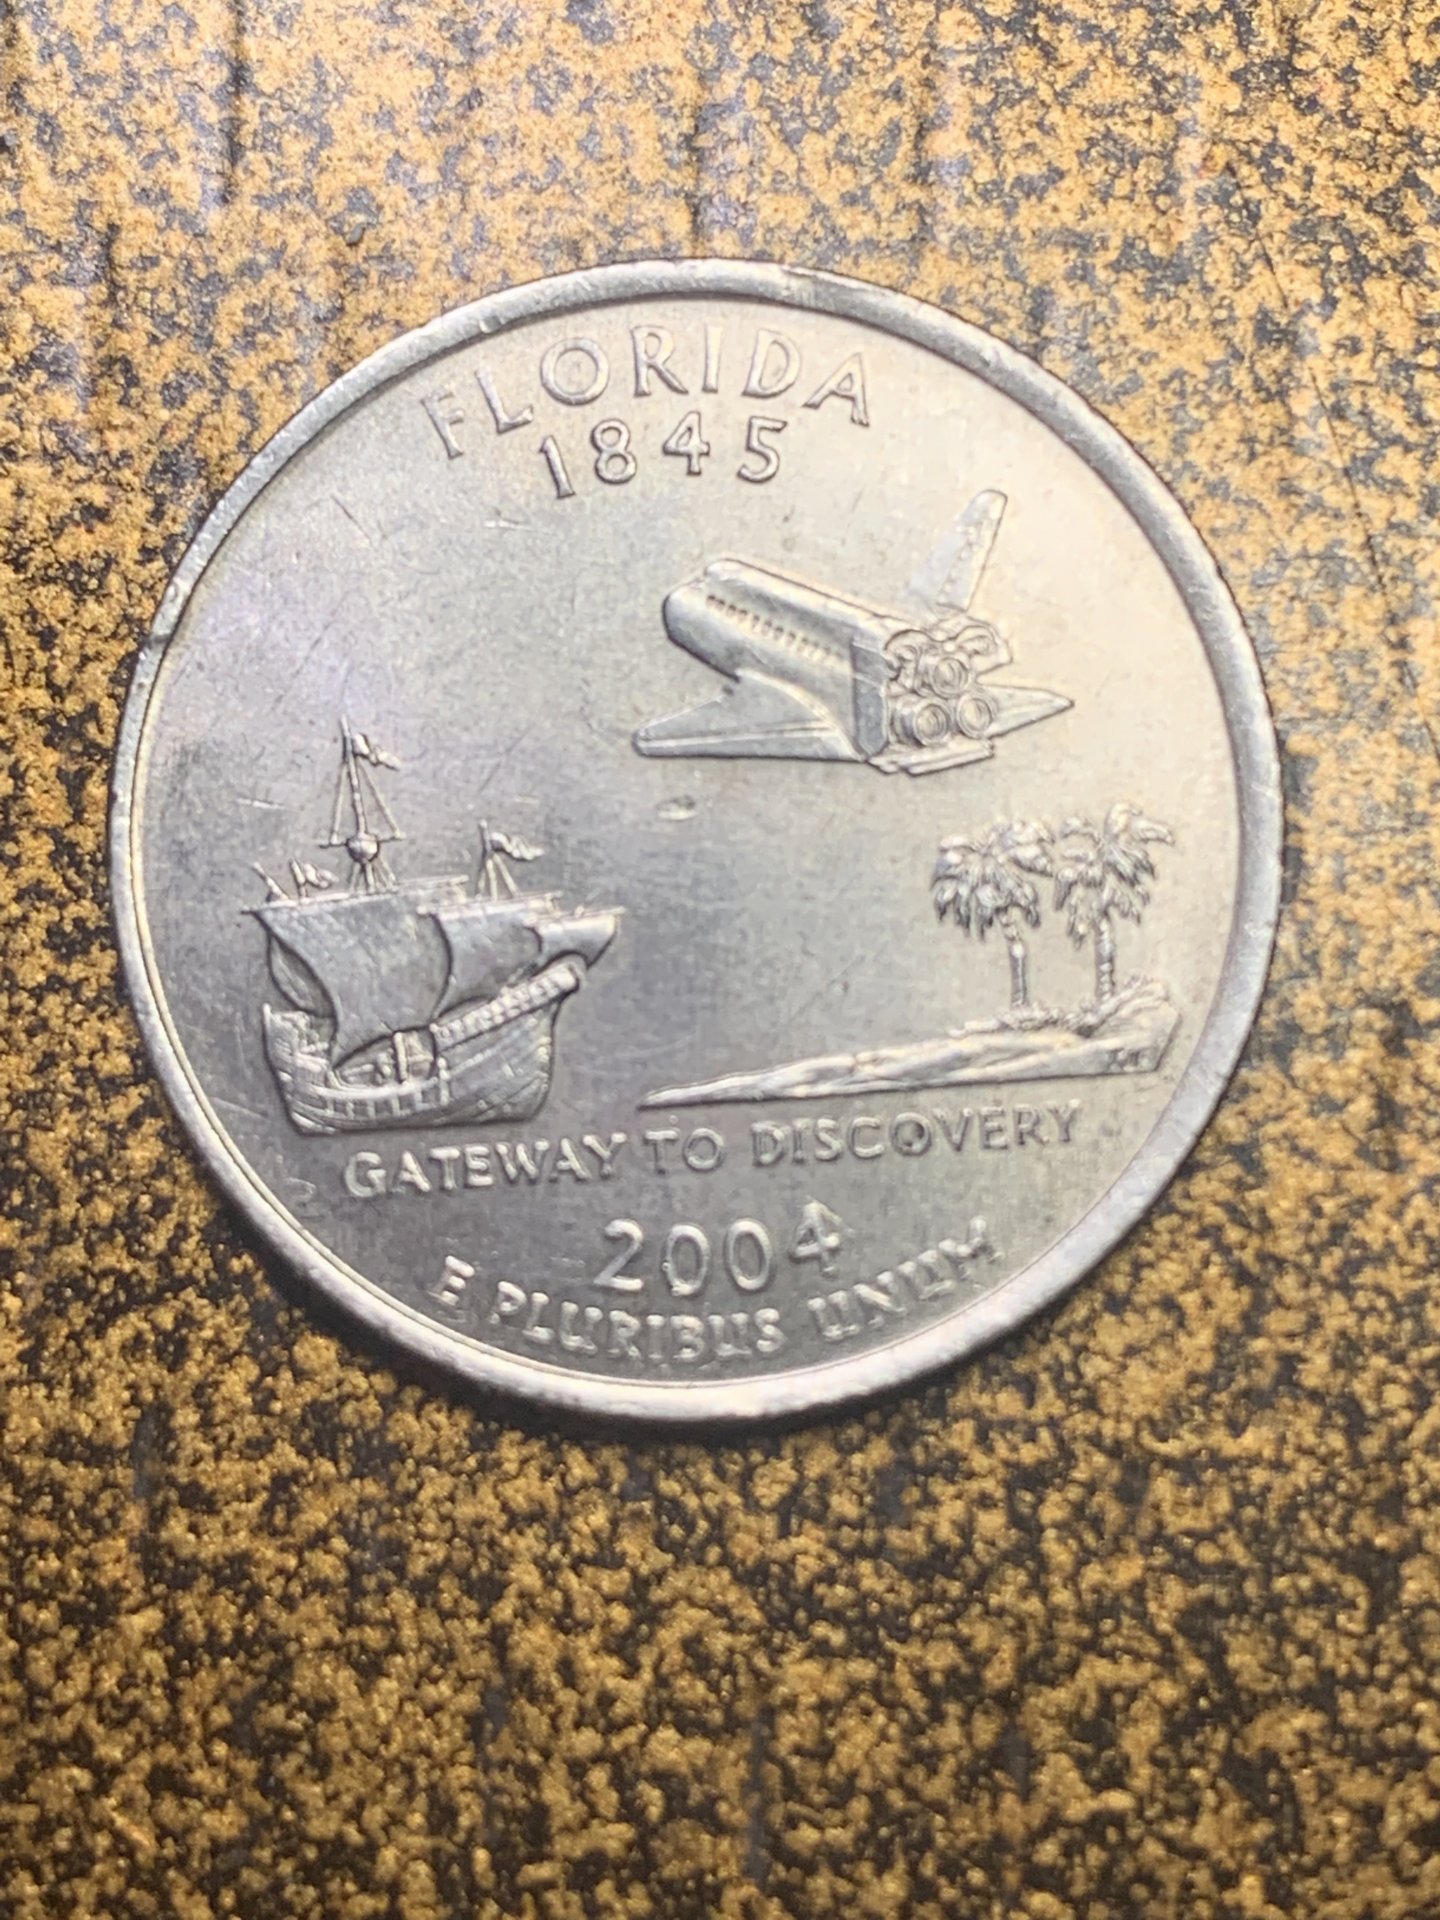 FLORIDA
1845
GATEWAY TO DISCOVERY
2004
E PLURIBUS UNUM